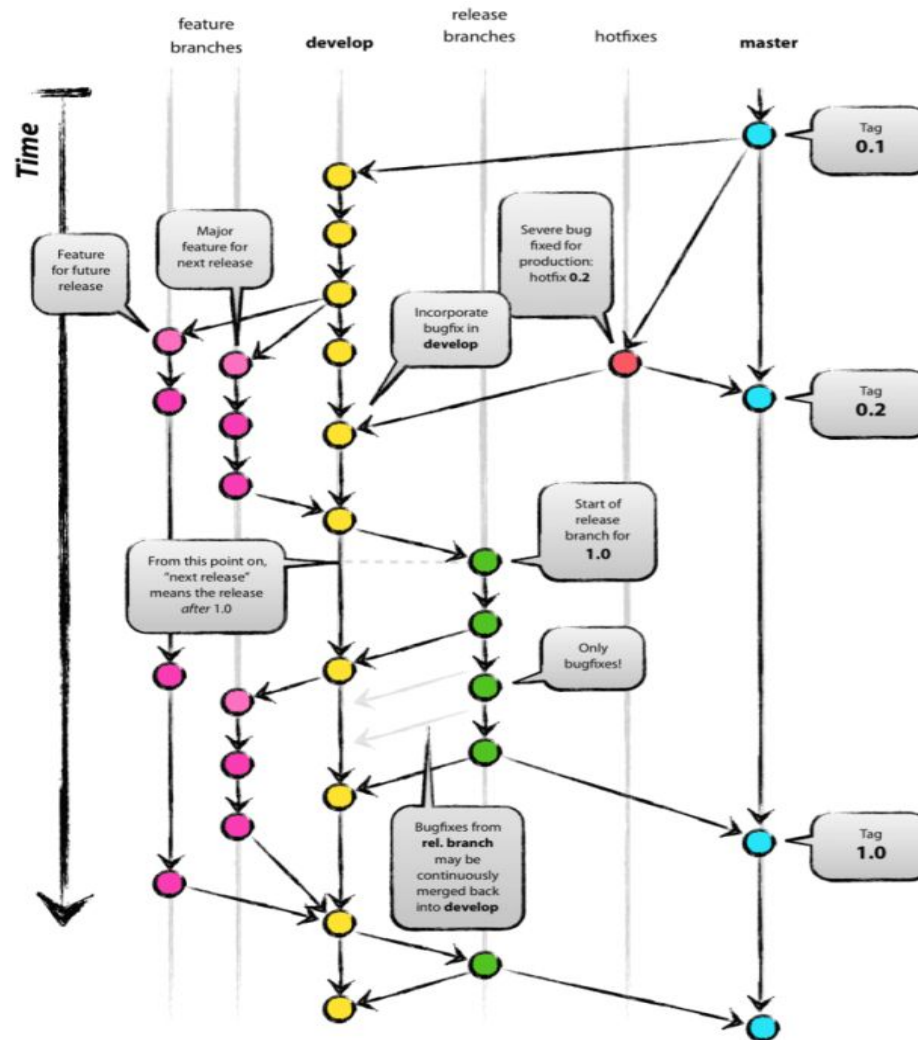 feature
branches
develop
release
branches
hotfixes
master
Time
Tag
0.1
Feature
for future
release
Major
feature for
next release
Severe bug
fixed for
production:
hotfix 0.2
Incorporate
bugfix in
develop
Tag
0.2
Start of
release
branch for
1.0
From this point on,
“next release”
means the release
after 1.0
Only
bugfixes!
Bugfixes from
rel. branch
may be
continuously
merged back
into develop
Tag
1.0